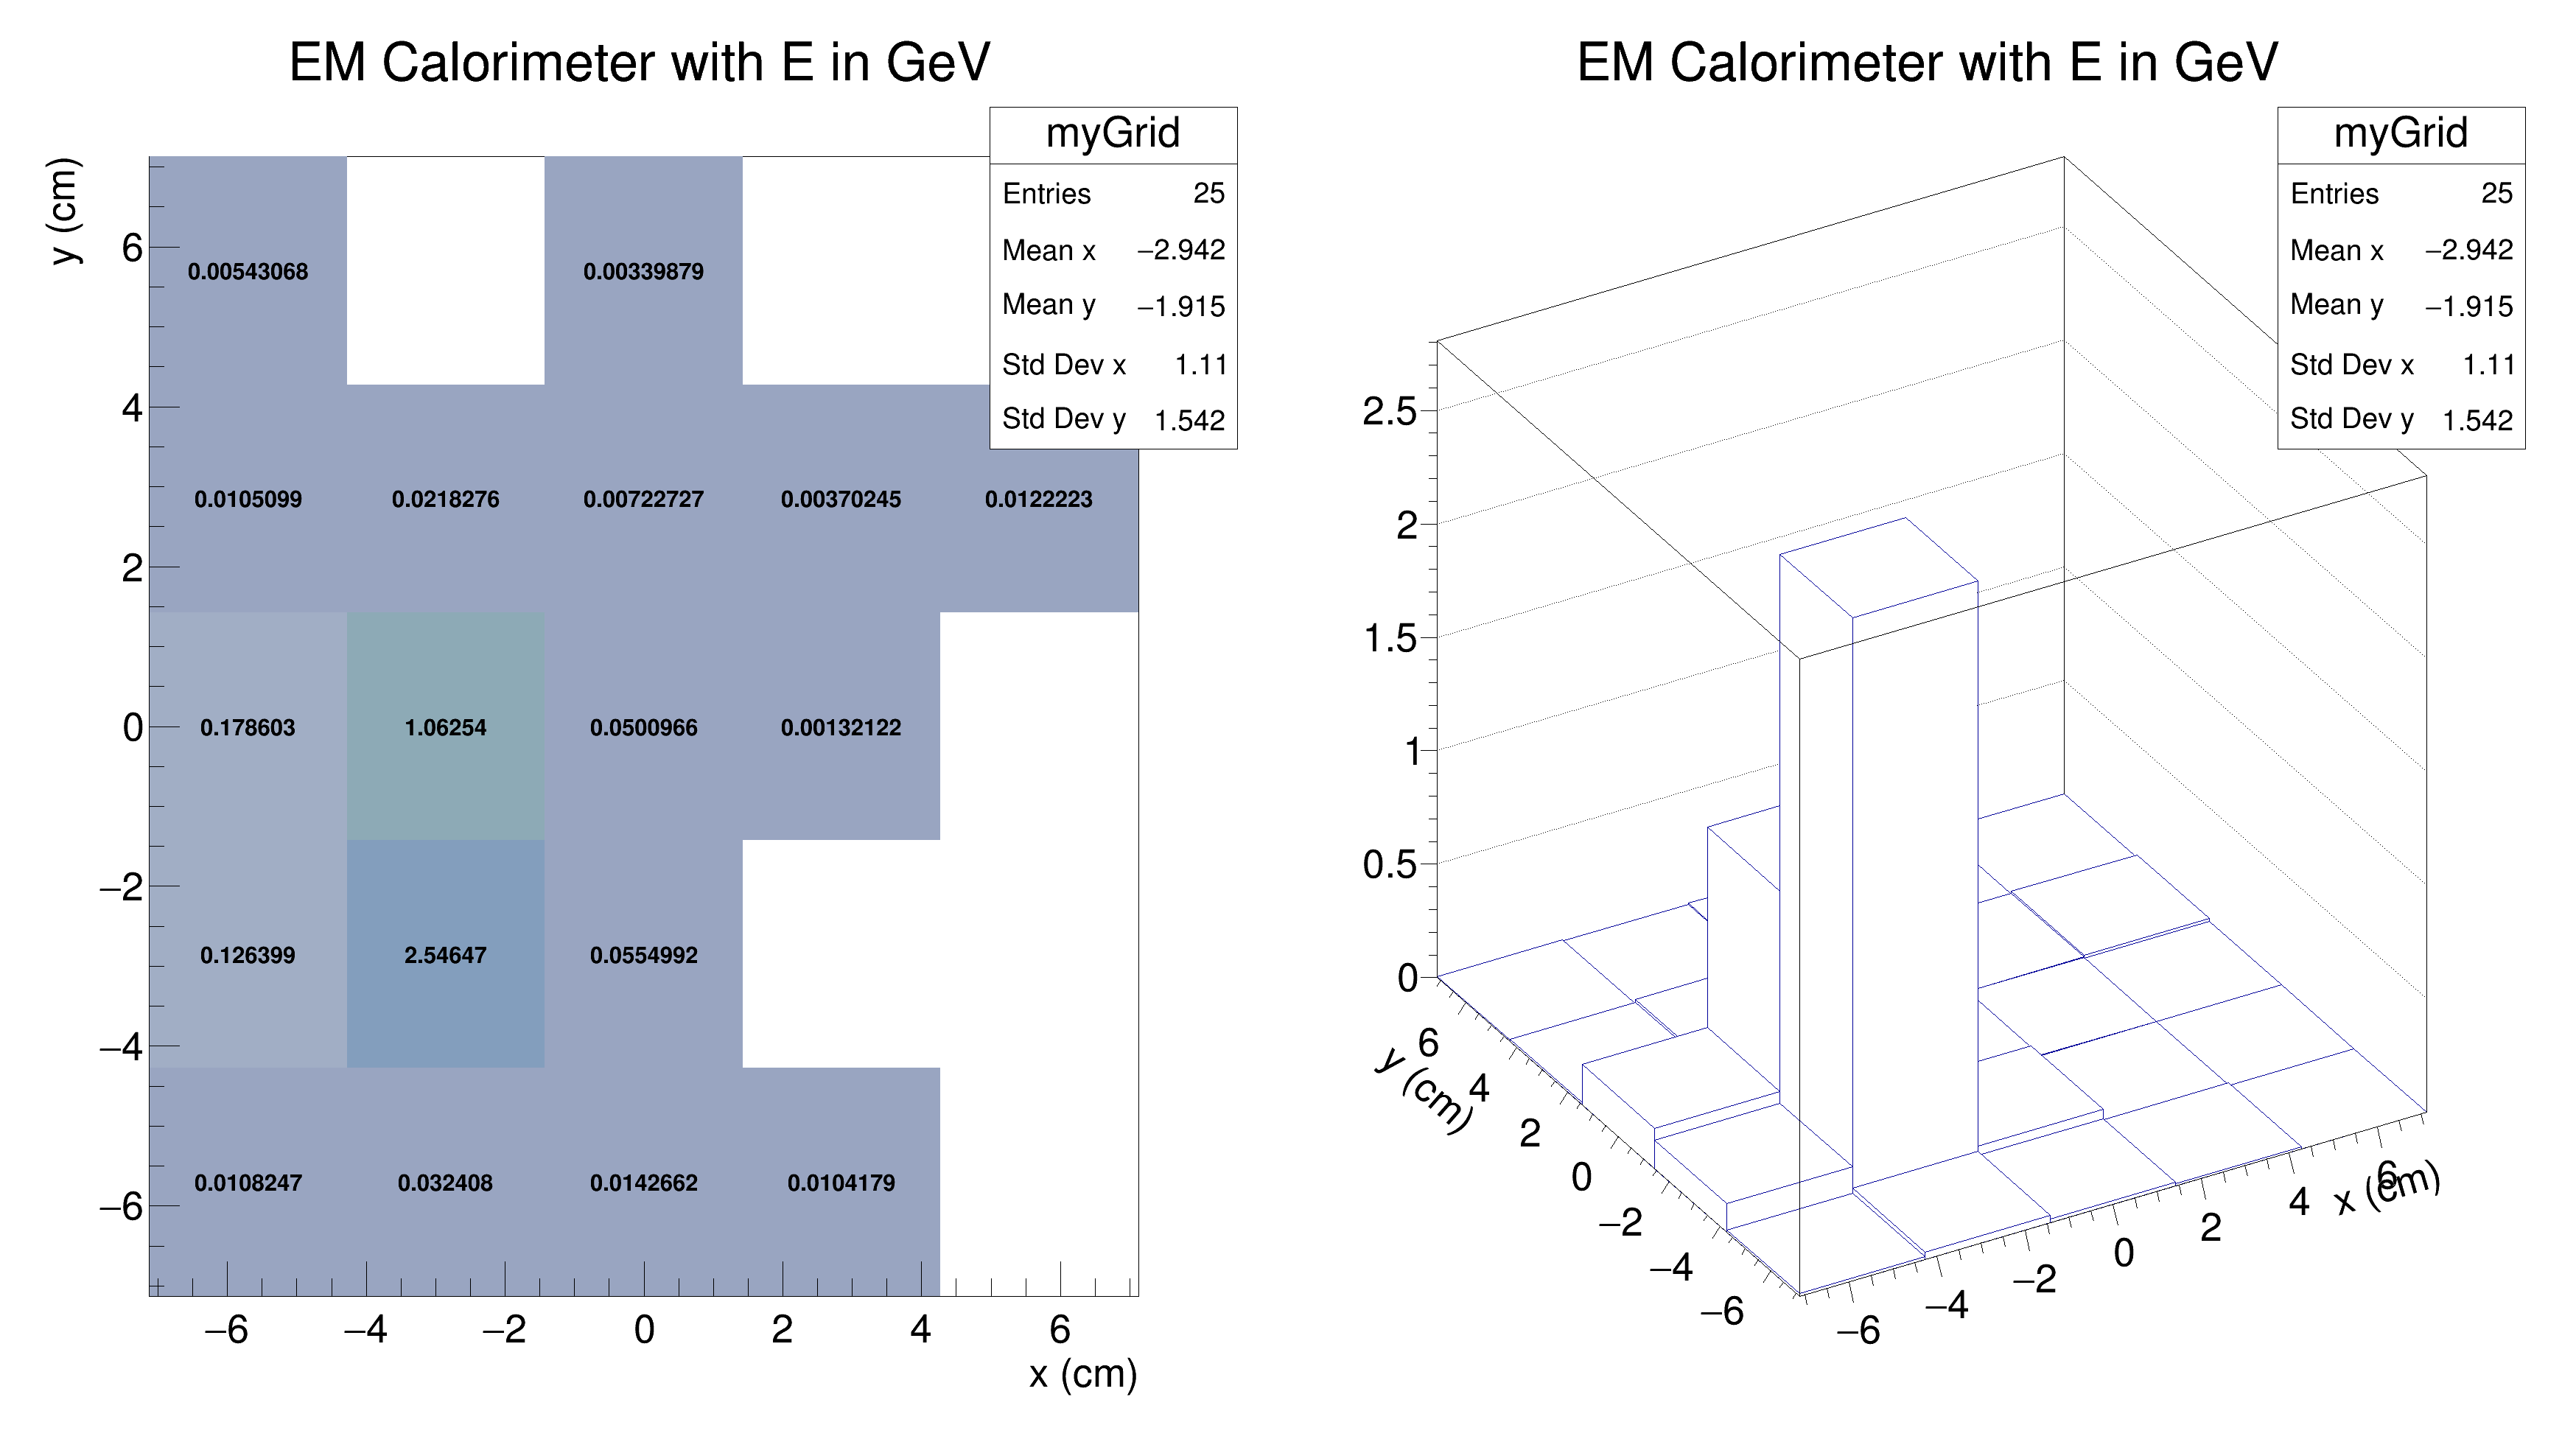 EM Calorimeter with E in GeV
myGrid
Entries 25
Mean x −2.942
Mean y −1.915
Std Dev x 1.11
Std Dev y 1.542
y (cm)
6
4
2
0
−2
−4
−6
0.00543068 0.00339879
0.0105099 0.0218276 0.00722727 0.00370245 0.0122223
0.178603 1.06254 0.0500966 0.00132122
0.126399 2.54647 0.0554992
0.0108247 0.032408 0.0142662 0.0104179
−6 −4 −2 0 2 4 6
x (cm)
EM Calorimeter with E in GeV
myGrid
Entries 25
Mean x −2.942
Mean y −1.915
Std Dev x 1.11
Std Dev y 1.542
2.5
2
1.5
1
0.5
0
y (cm)
6
4
2
0
−2
−4
−6
−6 −4 −2 0 2 4 6
x (cm)